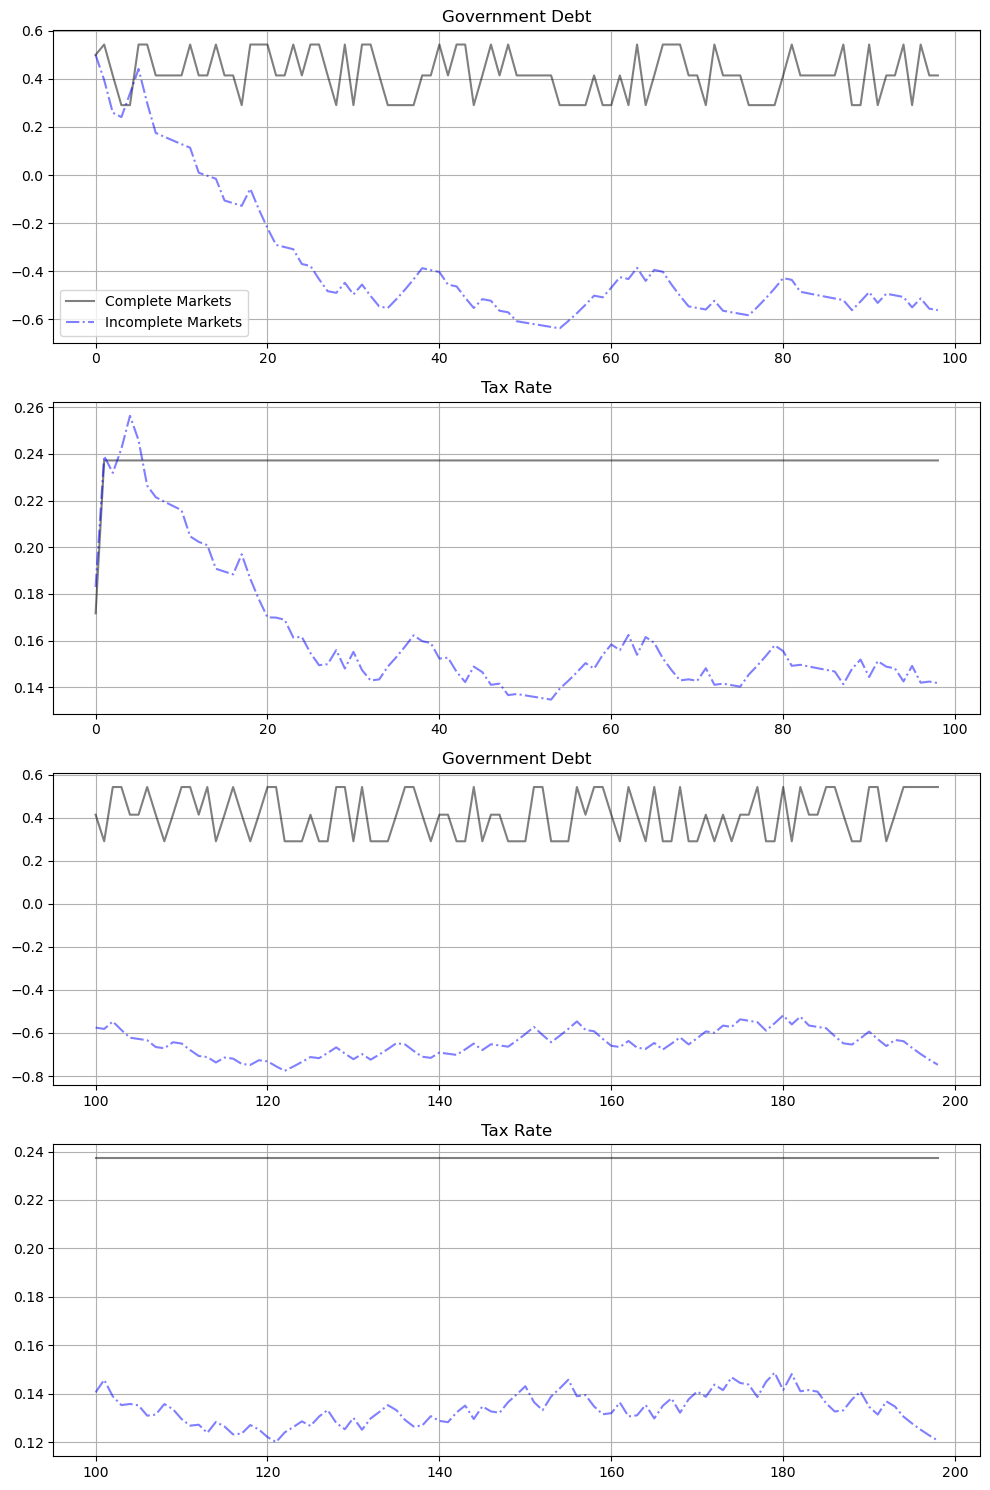 Government Debt
0.6
0.4
0.2
0.0
−0.2
−0.4
−0.6
Complete Markets
Incomplete Markets
0 20 40 60 80 100
Tax Rate
0.26
0.24
0.22
0.20
0.18
0.16
0.14
0 20 40 60 80 100
Government Debt
0.6
0.4
0.2
0.0
−0.2
−0.4
−0.6
−0.8
100 120 140 160 180 200
Tax Rate
0.24
0.22
0.20
0.18
0.16
0.14
0.12
100 120 140 160 180 200